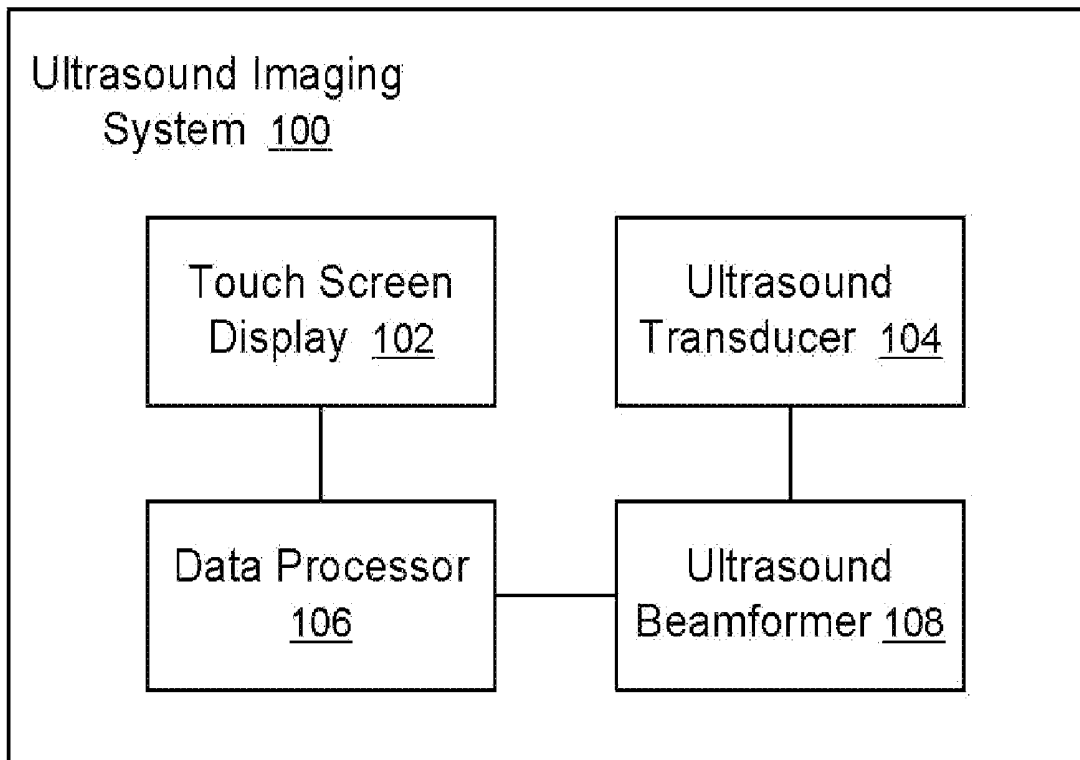 Ultrasound Imaging
System 100
Touch Screen
Display 102
Ultrasound
Transducer 104
Data Processor
106
Ultrasound
Beamformer 108